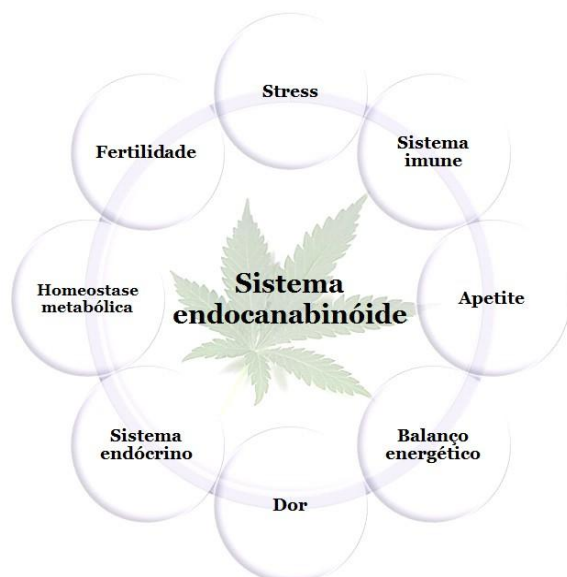 Stress
Sistema
imune
Apetite
Balanço
energético
Dor
Sistema
endócrino
Homeostase
metabólica
Fertilidade
Sistema
endocanabinóide